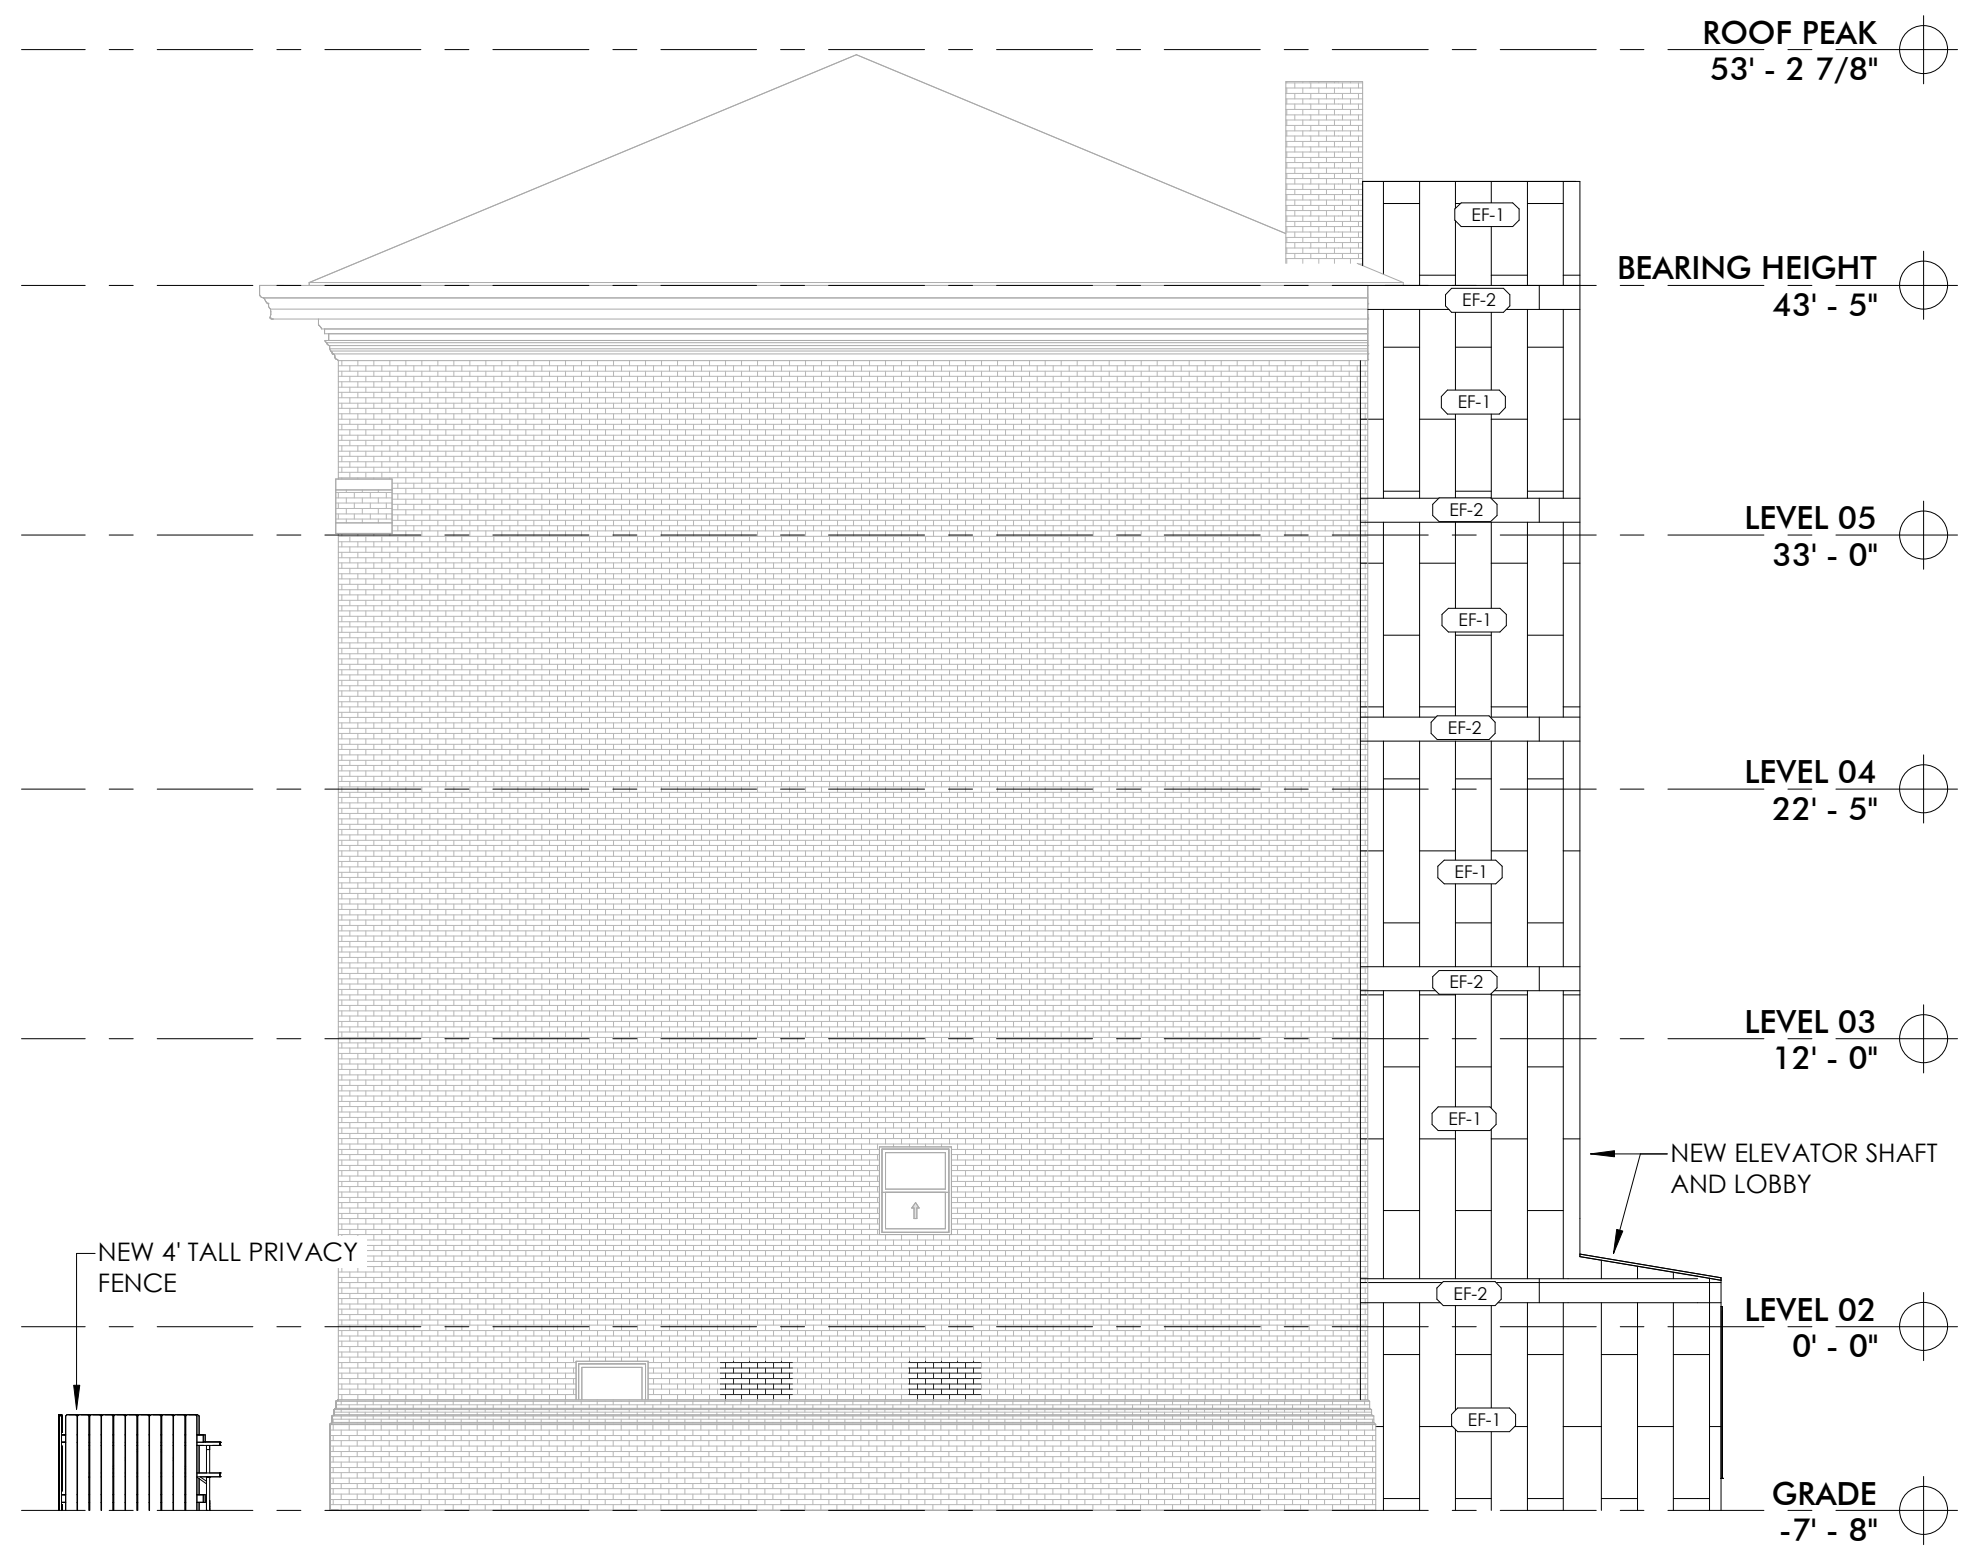 ROOF PEAK
53' - 2 7/8"
EF-1
BEARING HEIGHT
43' - 5"
EF-2
EF-1
EF-2
LEVEL 05
33' - 0"
EF-1
EF-2
LEVEL 04
22' - 5"
EF-1
EF-2
LEVEL 03
12' - 0"
EF-1
NEW ELEVATOR SHAFT
AND LOBBY
NEW 4' TALL PRIVACY
FENCE
EF-2
LEVEL 02
0' - 0"
EF-1
GRADE
-7' - 8"